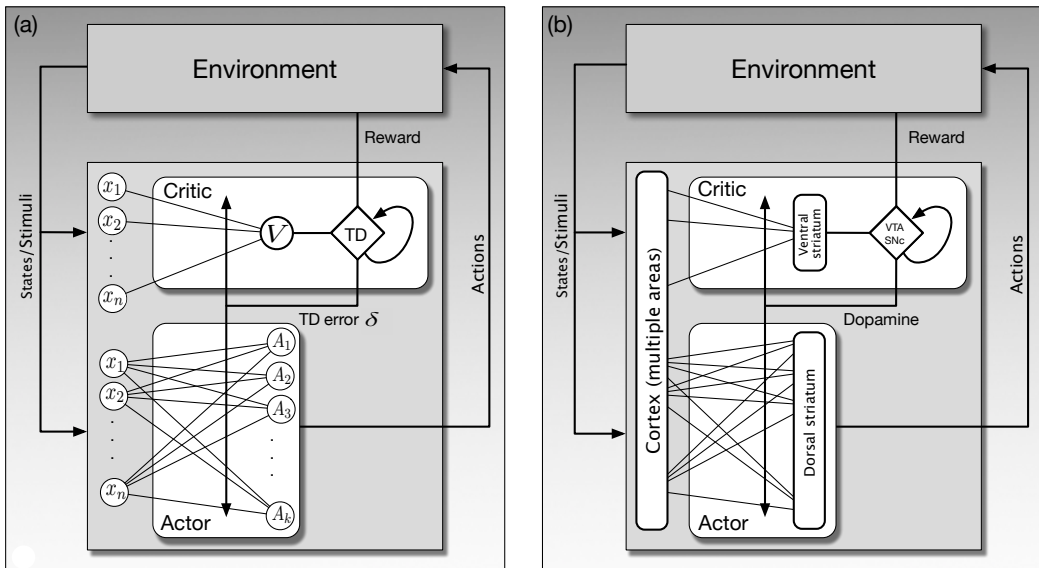 (a)
Environment
Reward
States/Stimuli
Actions
x1
x2
xn
Critic
V
TD
TD error δ
x1
x2
xn
A1
A2
A3
Ak
Actor
(b)
Environment
Reward
States/Stimuli
Actions
Cortex (multiple areas)
Critic
Ventral
striatum
VTA
SNc
Dopamine
Dorsal striatum
Actor